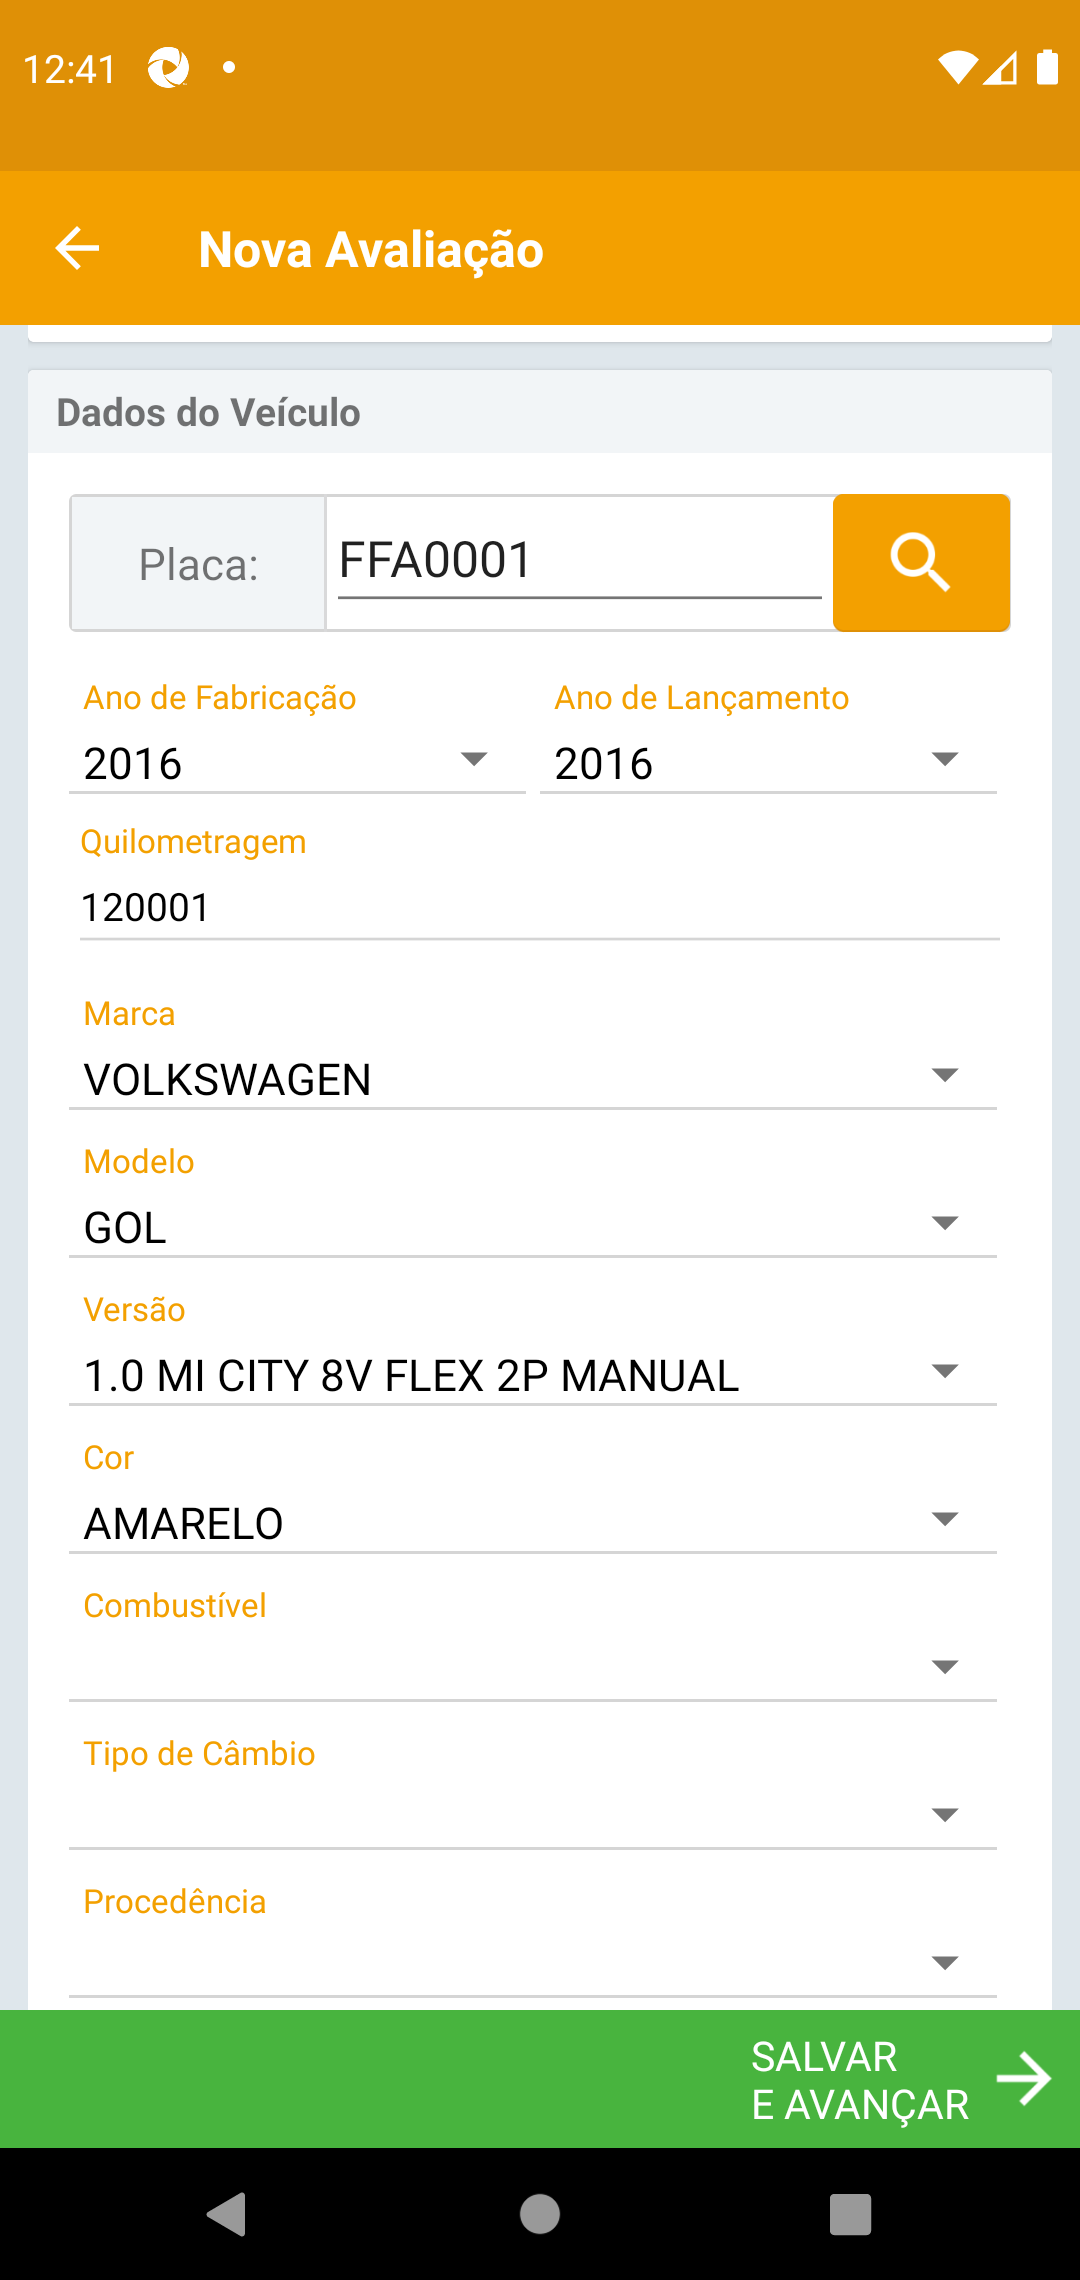 12:41
Nova Avaliação
Dados do Veículo
Placa: FFA0001
Ano de Fabricação Ano de Lançamento
2016 2016
Quilometragem
120001
Marca
VOLKSWAGEN
Modelo
GOL
Versão
1.0 MI CITY 8V FLEX 2P MANUAL
Cor
AMARELO
Combustível
Tipo de Câmbio
Procedência
SALVAR
E AVANÇAR